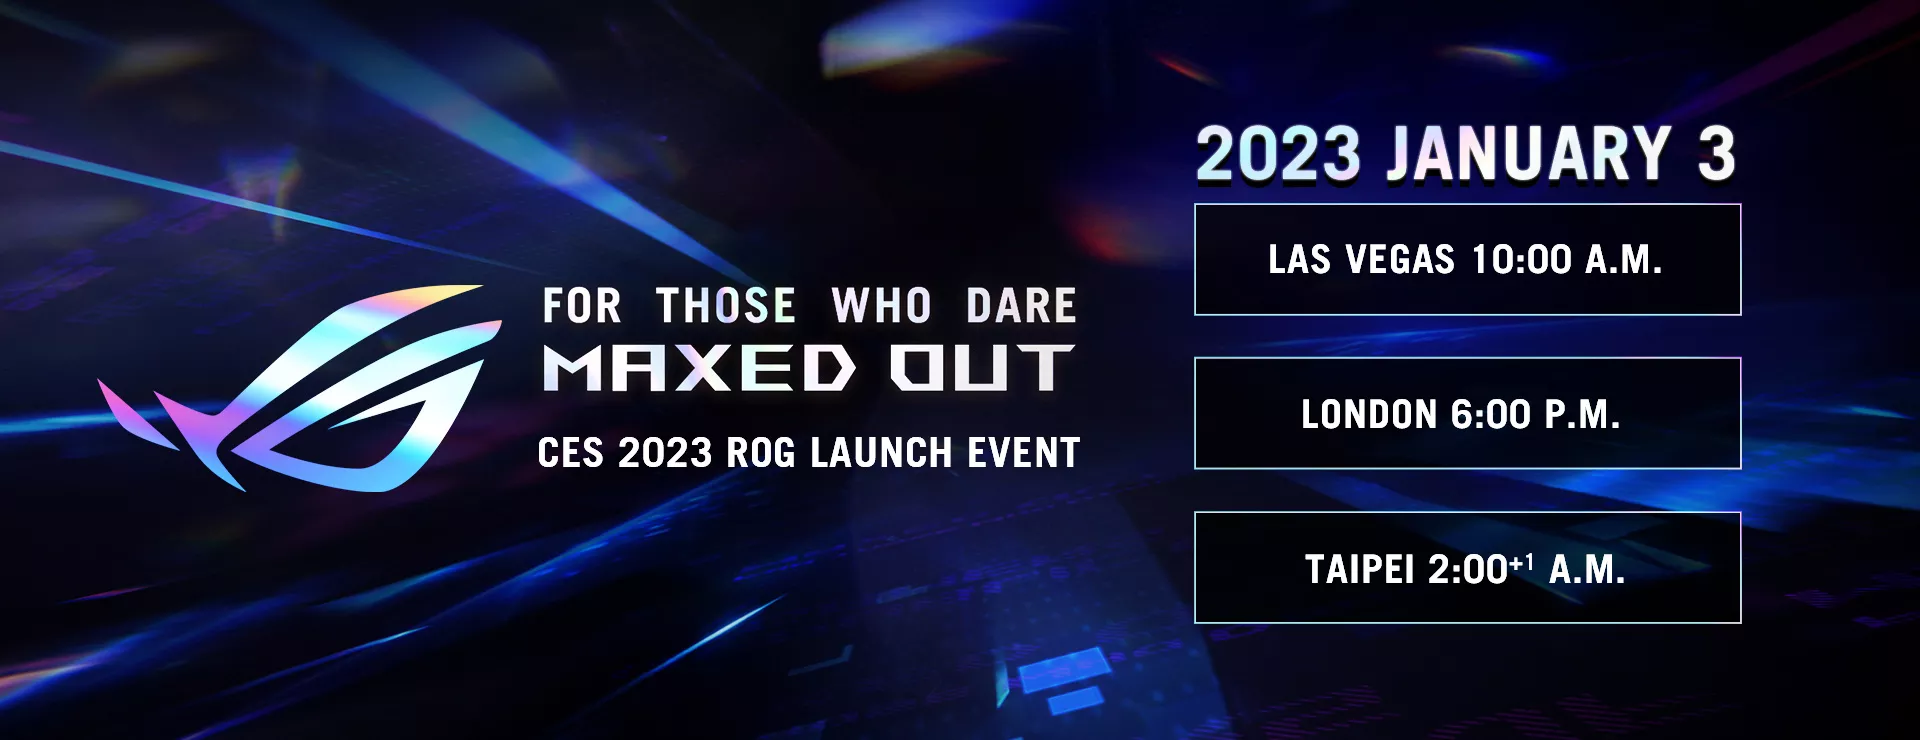 FOR THOSE WHO DARE
MAXED OUT
CES 2023 ROG LAUNCH EVENT
2023 JANUARY 3
LAS VEGAS 10:00 A.M.
LONDON 6:00 P.M.
TAIPEI 2:00⁺¹ A.M.